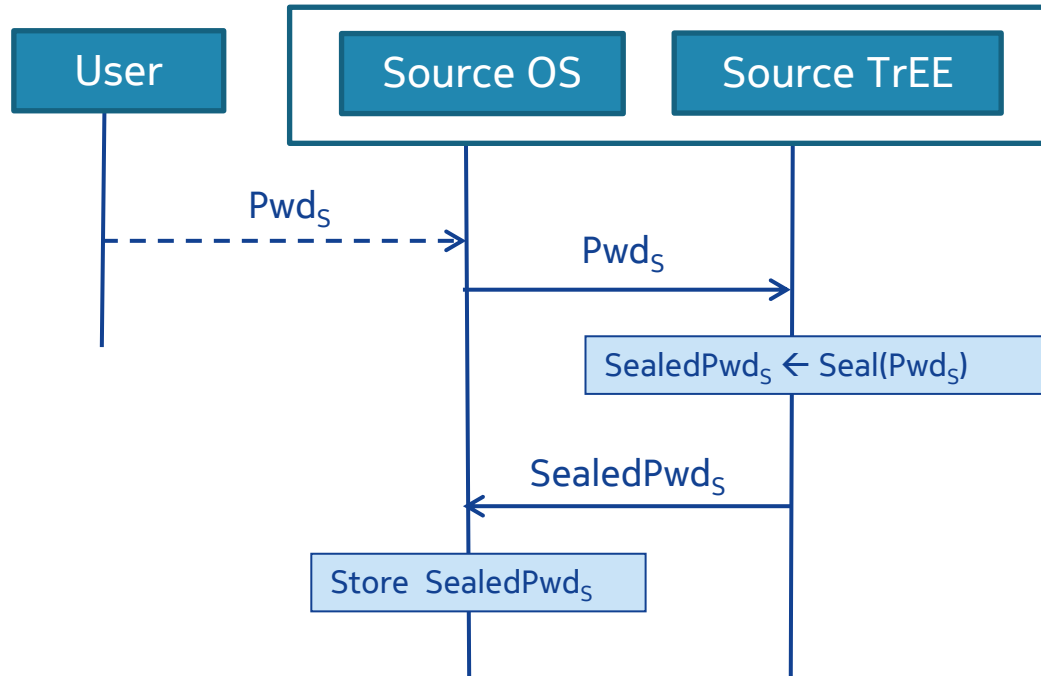 User
Source OS
Source TrEE
Pwdₛ
Pwdₛ
SealedPwdₛ ← Seal(Pwdₛ)
SealedPwdₛ
Store SealedPwdₛ